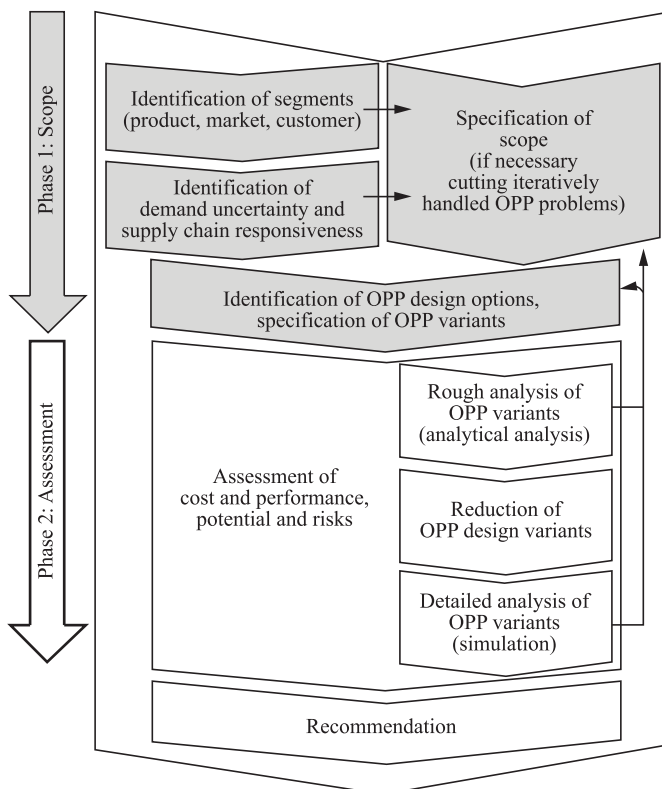 Phase 1: Scope
Identification of segments
(product, market, customer)
Identification of
demand uncertainty and
supply chain responsiveness
Specification of
scope
(if necessary
cutting iteratively
handled OPP problems)
Identification of OPP design options,
specification of OPP variants
Phase 2: Assessment
Assessment of
cost and performance,
potential and risks
Rough analysis of
OPP variants
(analytical analysis)
Reduction of
OPP design variants
Detailed analysis of
OPP variants
(simulation)
Recommendation